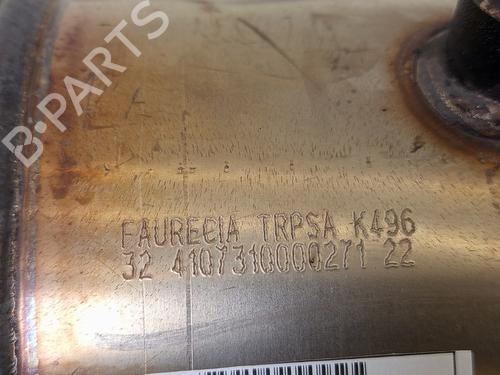 B-PARTS
FAURECIA TRPSA K496
32 4107310000271 22